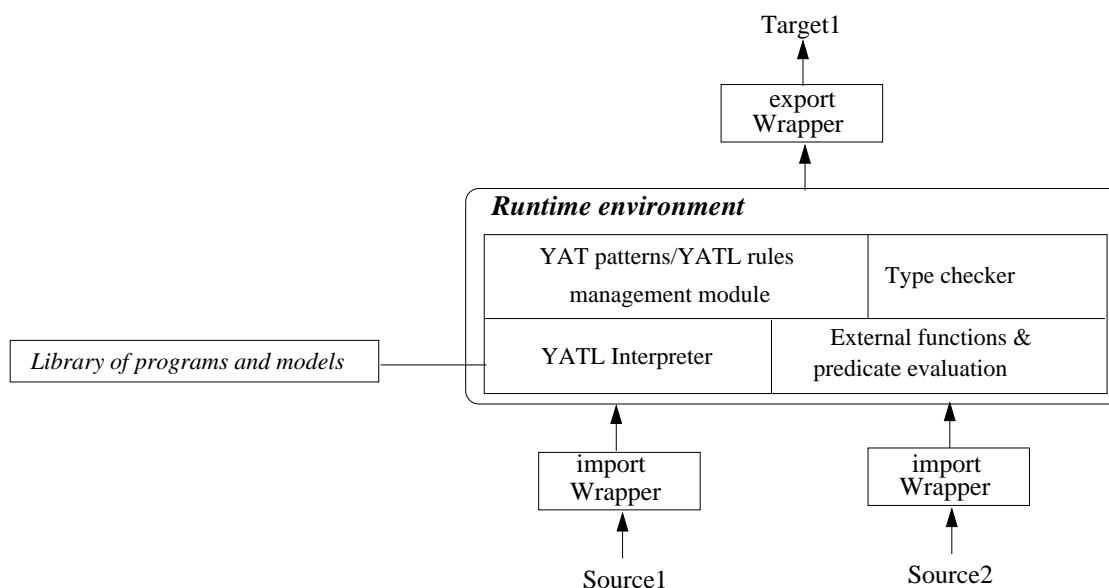 Target1
export
Wrapper
Runtime environment
YAT patterns/YATL rules
management module
Type checker
Library of programs and models
YATL Interpreter
External functions &
predicate evaluation
import
Wrapper
import
Wrapper
Source1
Source2